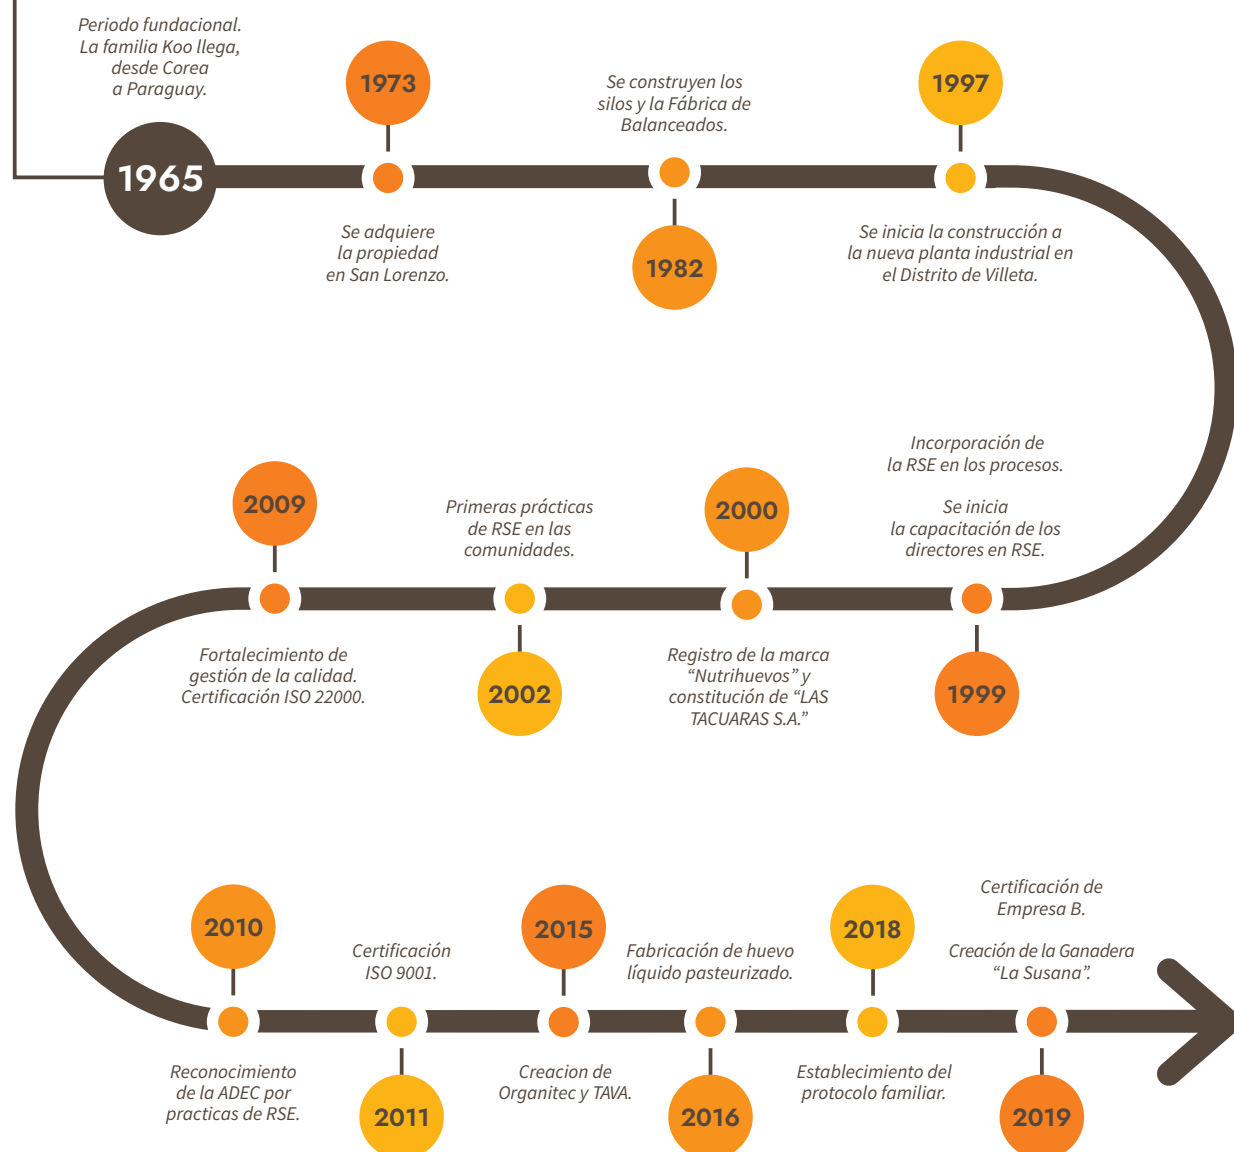 Periodo fundacional.
La familia Koo llega,
desde Corea
a Paraguay.
1965
1973
Se adquiere
la propiedad
en San Lorenzo.
Se construyen los
silos y la Fábrica de
Balanceados.
1982
1997
Se inicia la construcción a
la nueva planta industrial en
el Distrito de Villeta.
Incorporación de
la RSE en los procesos.
Se inicia
la capacitación de los
directores en RSE.
1999
2000
Registro de la marca
“Nutrihuevos” y
constitución de “LAS
TACUARAS S.A.”
Primeras prácticas
de RSE en las
comunidades.
2002
2009
Fortalecimiento de
gestión de la calidad.
Certificación ISO 22000.
2010
Reconocimiento
de la ADEC por
practicas de RSE.
Certificación
ISO 9001.
2011
2015
Creacion de
Organitec y TAVA.
Fabricación de huevo
líquido pasteurizado.
2016
2018
Establecimiento del
protocolo familiar.
Certificación de
Empresa B.
Creación de la Ganadera
“La Susana”.
2019